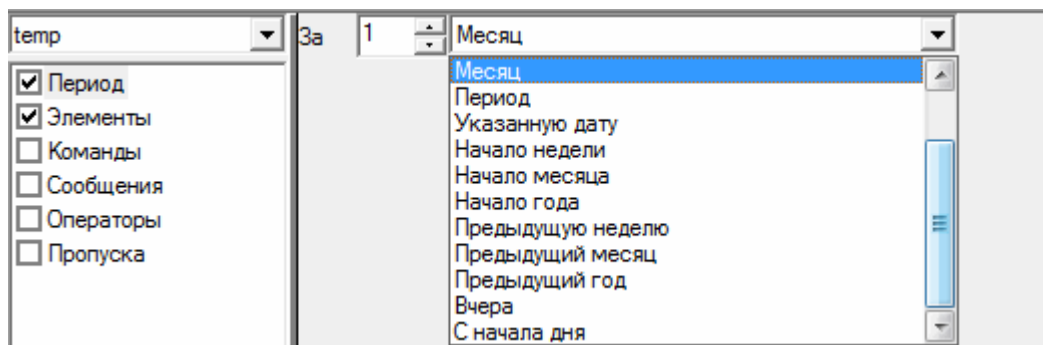 temp
За 1 Месяц
Период
Элементы
Команды
Сообщения
Операторы
Пропуска
Месяц
Период
Указанную дату
Начало недели
Начало месяца
Начало года
Предыдущую неделю
Предыдущий месяц
Предыдущий год
Вчера
С начала дня